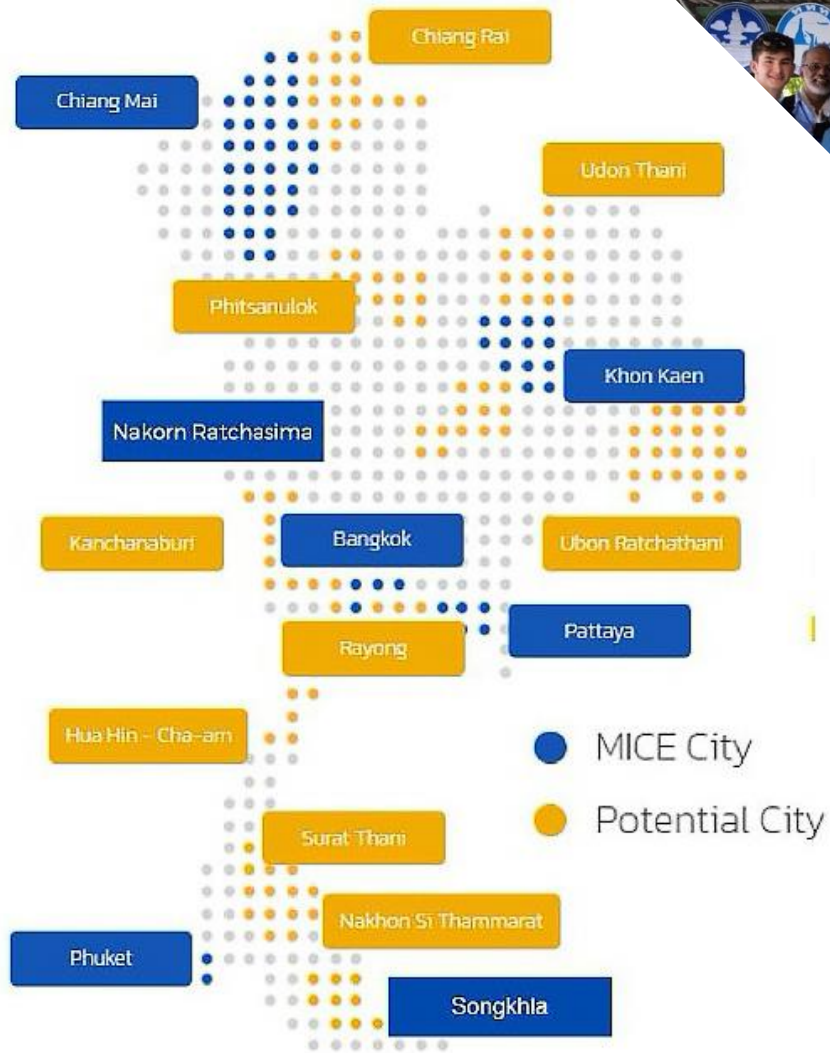 Chiang Rai
Chiang Mai
Udon Thani
Phitsanulok
Khon Kaen
Nakorn Ratchasima
Kanchanaburi
Bangkok
Ubon Ratchathani
Pattaya
Rayong
Hua Hin - Cha-am
MICE City
Potential City
Surat Thani
Nakhon Si Thammarat
Phuket
Songkhla